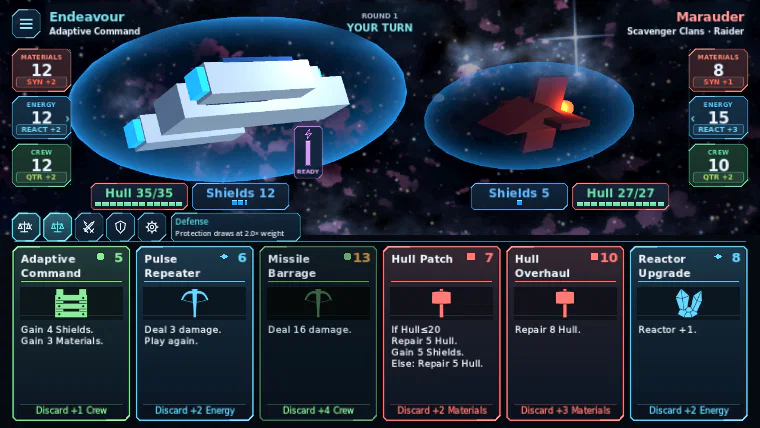 Endeavour
Adaptive Command
ROUND 1
YOUR TURN
Marauder
Scavenger Clans · Raider
MATERIALS
12
SYN +2
ENERGY
12
REACT +2
CREW
12
QTR +2
MATERIALS
8
SYN +1
ENERGY
15
REACT +3
CREW
10
QTR +2
READY
Hull 35/35
Shields 12
Shields 5
Hull 27/27
Defense
Protection draws at 2.0× weight
Adaptive Command
5
Gain 4 Shields.
Gain 3 Materials.
Discard +1 Crew
Pulse Repeater
6
Deal 3 damage.
Play again.
Discard +2 Energy
Missile Barrage
13
Deal 16 damage.
Discard +4 Crew
Hull Patch
7
If Hull≤20
Repair 5 Hull.
Gain 5 Shields.
Else: Repair 5 Hull.
Discard +2 Materials
Hull Overhaul
10
Repair 8 Hull.
Discard +3 Materials
Reactor Upgrade
8
Reactor +1.
Discard +2 Energy